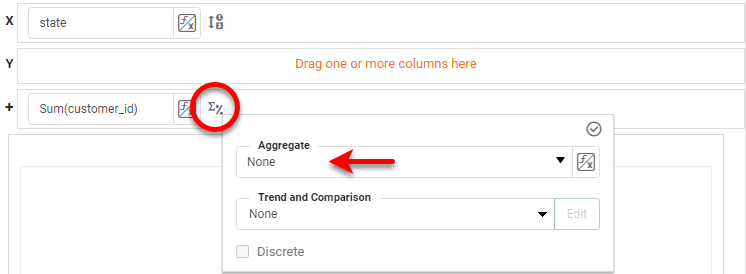 X state
Y Drag one or more columns here
+ Sum(customer_id) Σ%
Aggregate
None
Trend and Comparison
None Edit
Discrete